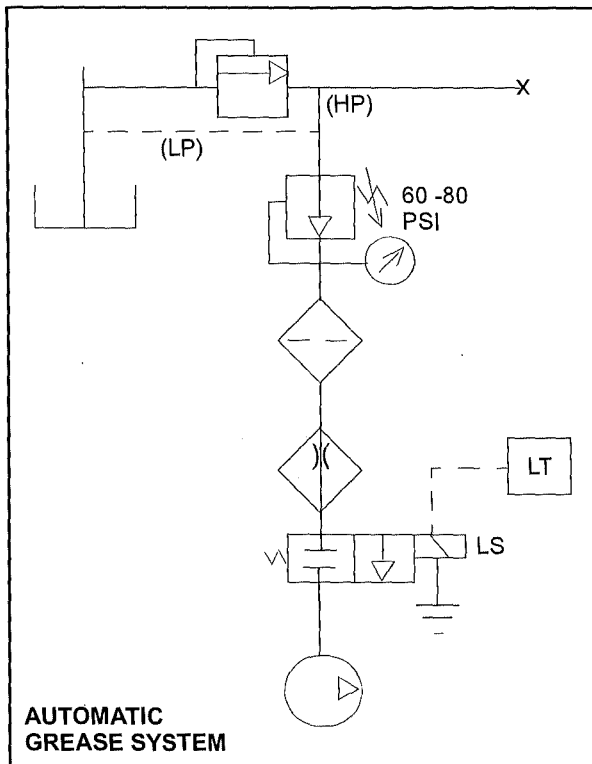 X
(HP)
(LP)
60 -80
PSI
LT
LS
AUTOMATIC
GREASE SYSTEM